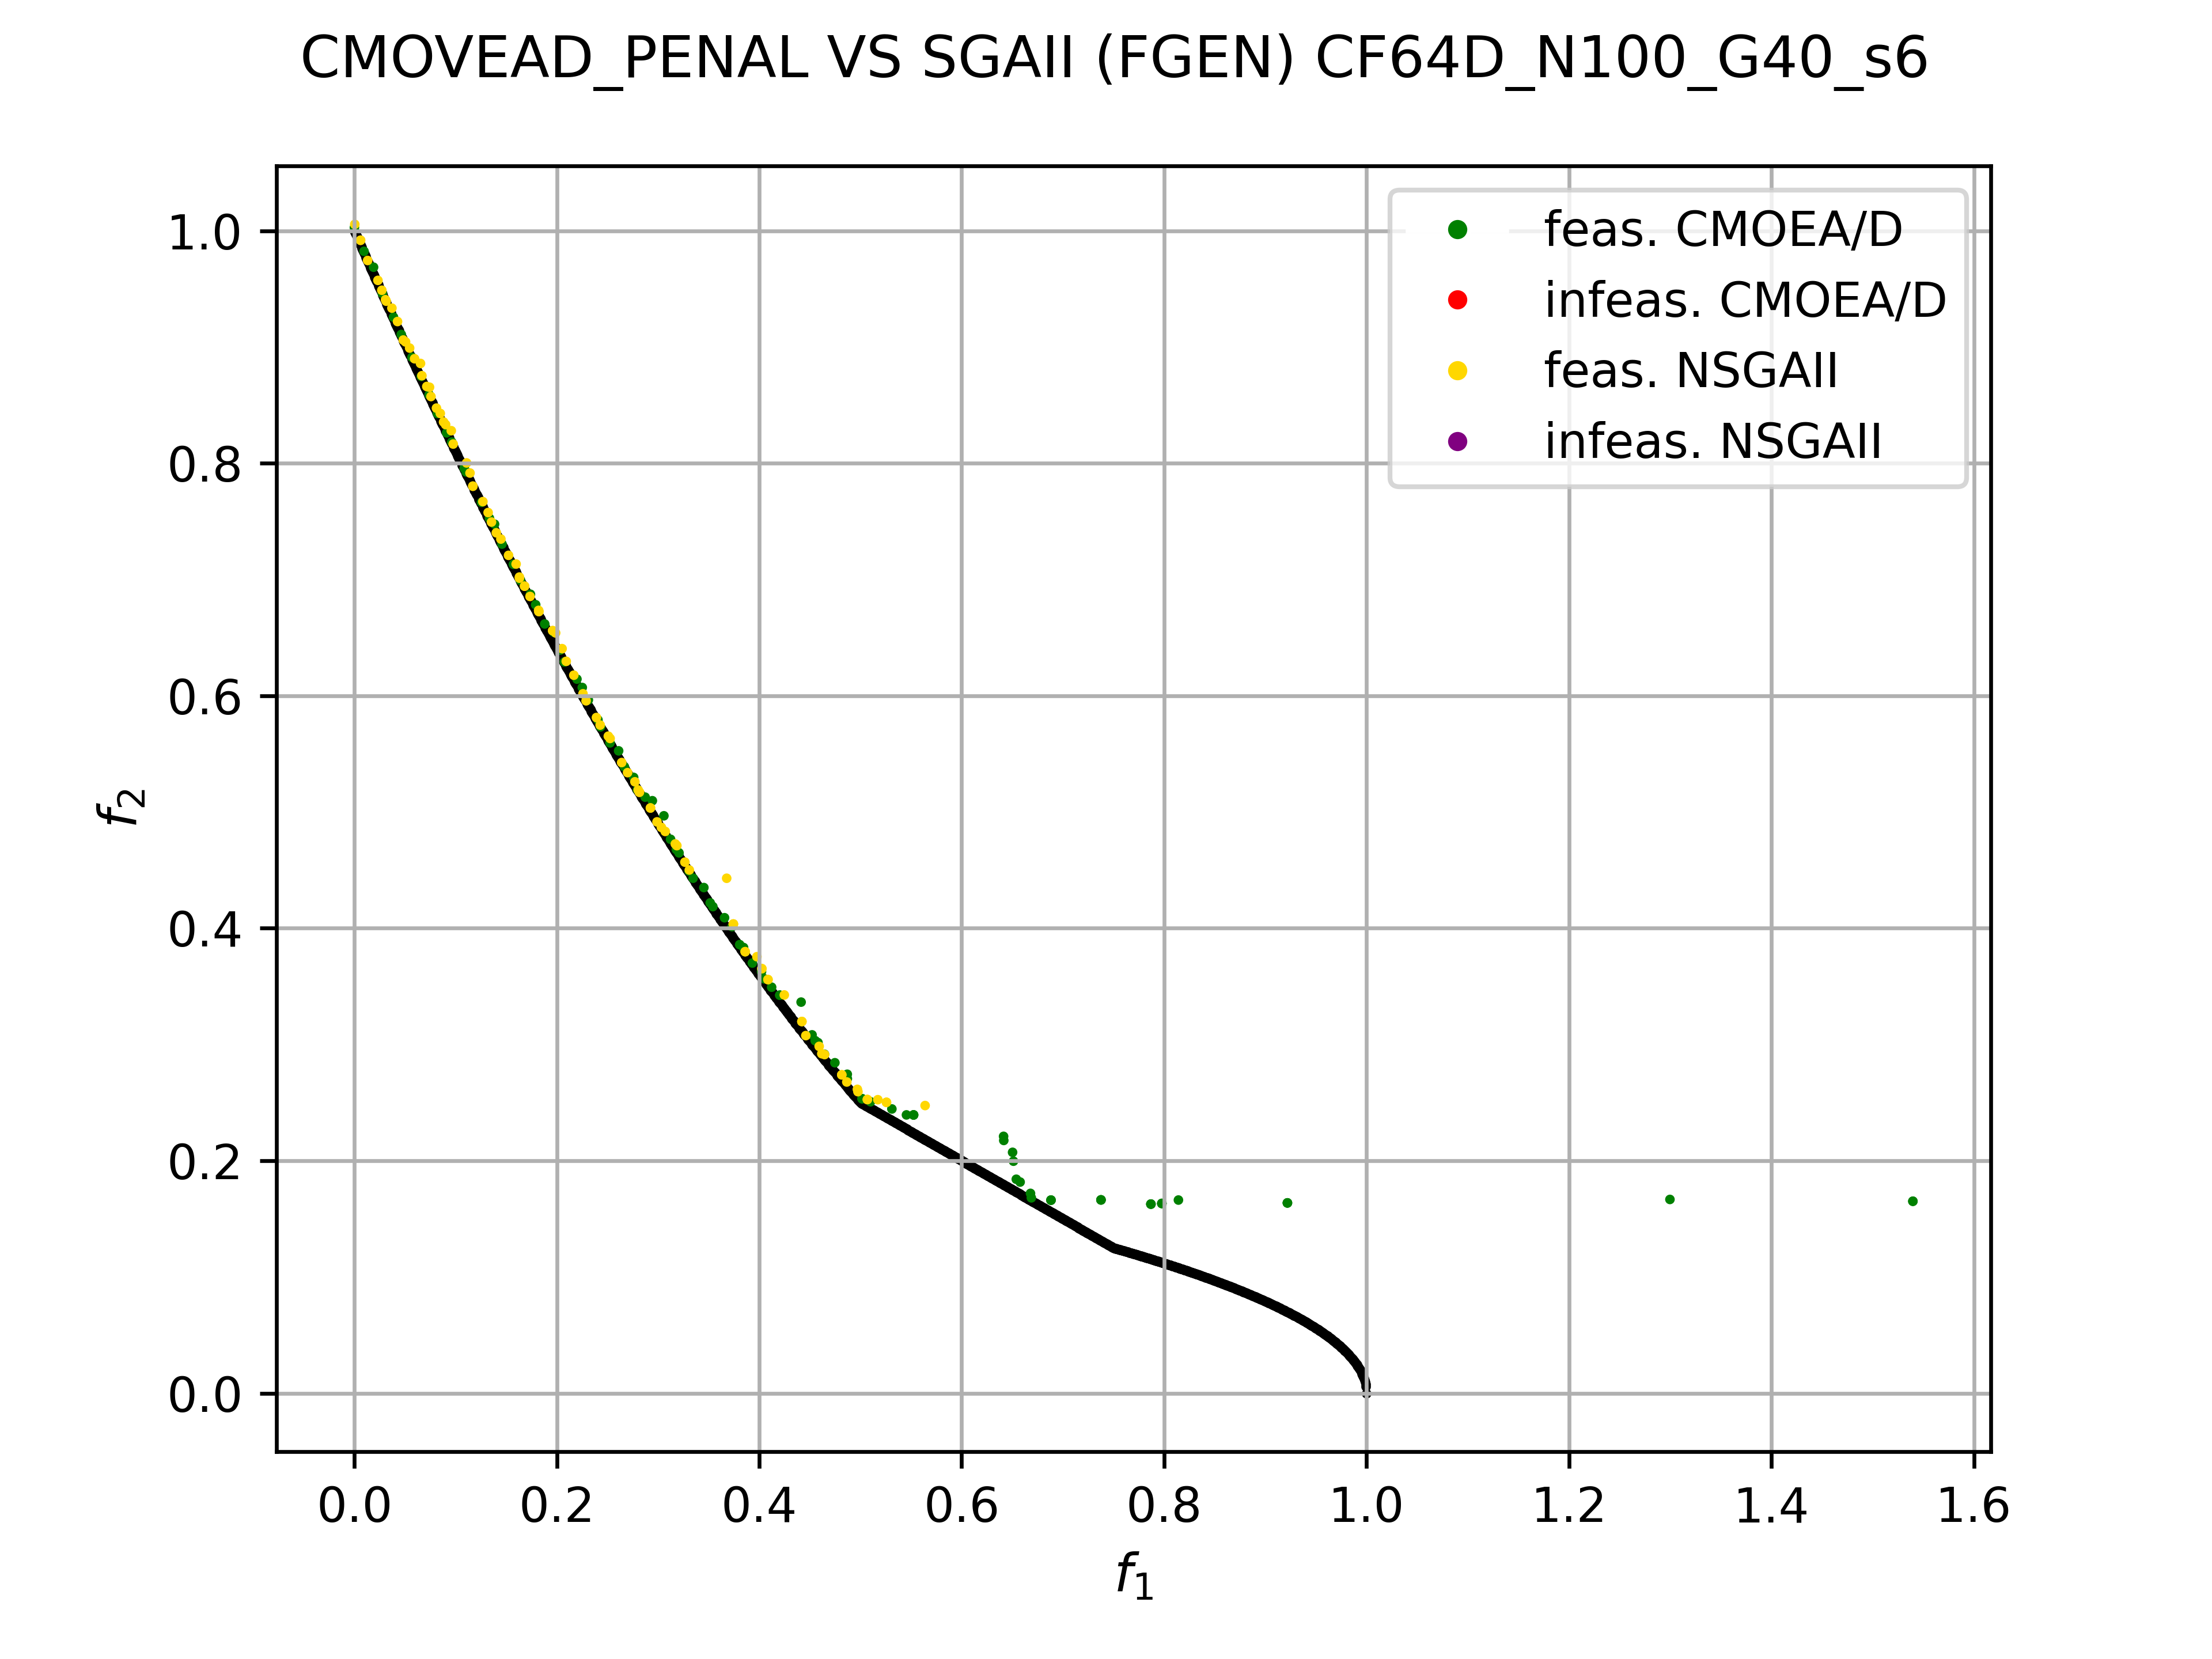 CMOVEAD_PENAL VS SGAII (FGEN) CF64D_N100_G40_s6
feas. CMOEA/D
infeas. CMOEA/D
feas. NSGAII
infeas. NSGAII
1.0
0.8
0.6
0.4
0.2
0.0
f₂
0.0 0.2 0.4 0.6 0.8 1.0 1.2 1.4 1.6
f₁